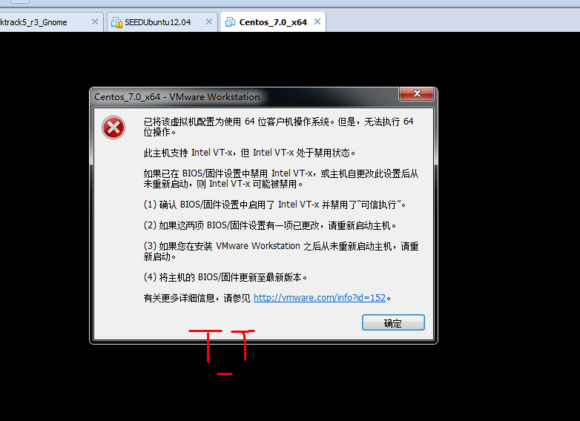 ktrack5_r3_Gnome
SEEDUbuntu12.04
Centos_7.0_x64
Centos_7.0_x64 - VMware Workstation
已将该虚拟机配置为使用 64 位客户机操作系统。但是，无法执行 64
位操作。
此主机支持 Intel VT-x，但 Intel VT-x 处于禁用状态。
如果已在 BIOS/固件设置中禁用 Intel VT-x，或主机自更改此设置后从
未重新启动，则 Intel VT-x 可能被禁用。
(1) 确认 BIOS/固件设置中启用了 Intel VT-x 并禁用了“可信执行”。
(2) 如果这两项 BIOS/固件设置有一项已更改，请重新启动主机。
(3) 如果您在安装 VMware Workstation 之后从未重新启动主机，请重
新启动。
(4) 将主机的 BIOS/固件更新至最新版本。
有关更多详细信息，请参见 http://vmware.com/info?id=152。
确定